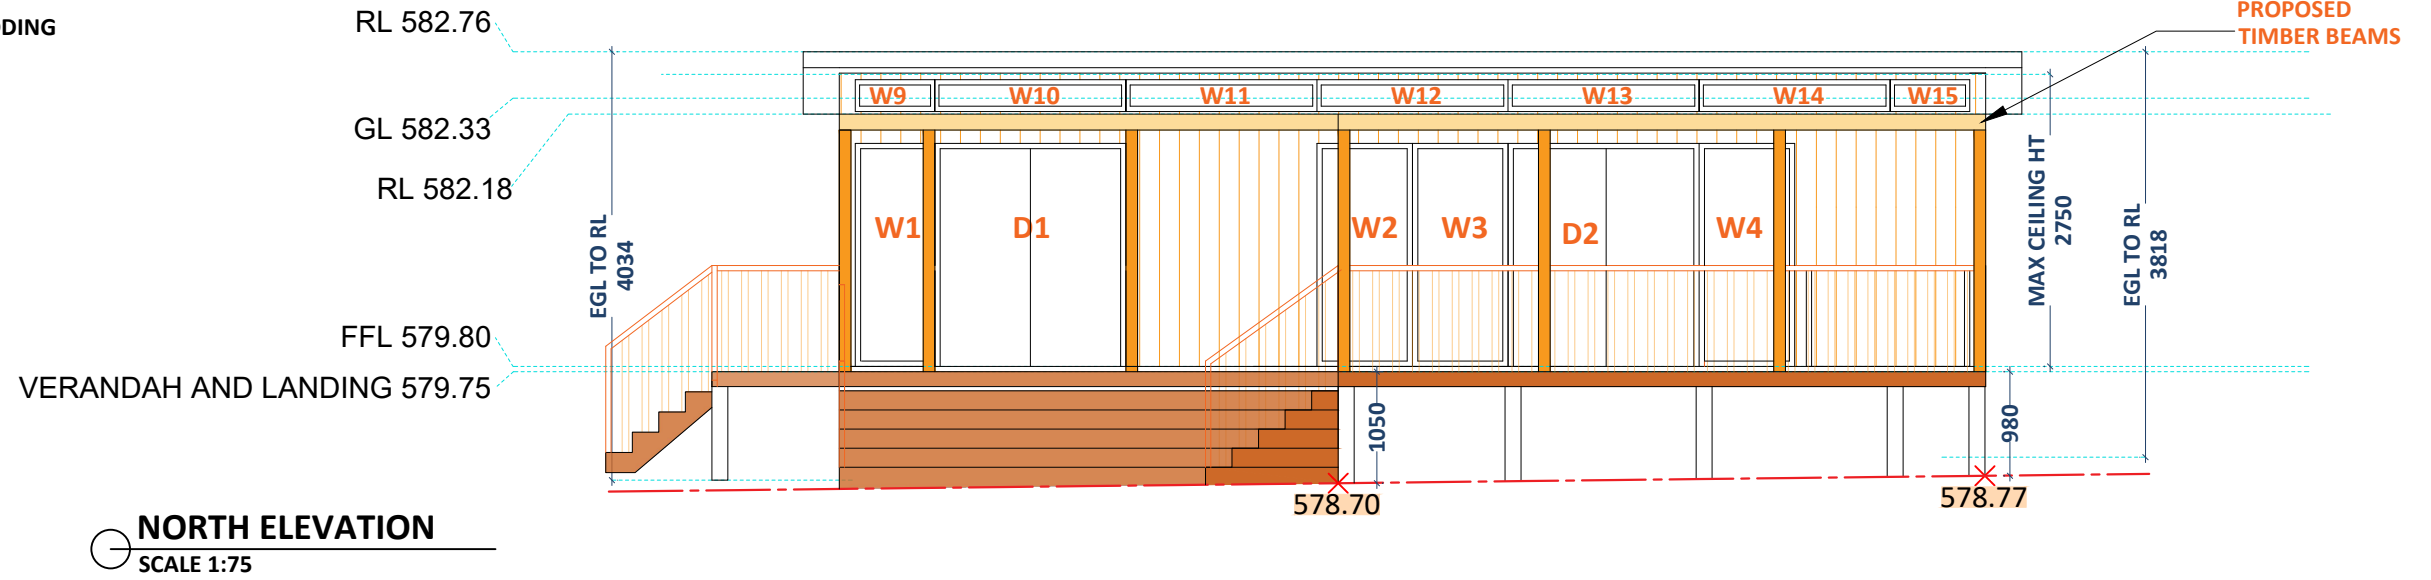 DING
RL 582.76
GL 582.33
RL 582.18
FFL 579.80
VERANDAH AND LANDING 579.75
EGL TO RL
4034
W9
W10
W11
W12
W13
W14
W15
W1
D1
W2
W3
D2
W4
PROPOSED
TIMBER BEAMS
MAX CEILING HT
2750
EGL TO RL
3818
1050
980
578.70
578.77
NORTH ELEVATION
SCALE 1:75